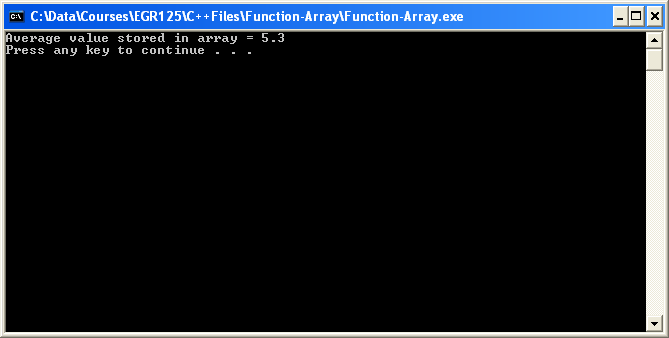 C:\Data\Courses\EGR125\C++Files\Function-Array\Function-Array.exe
Average value stored in array = 5.3
Press any key to continue . . .